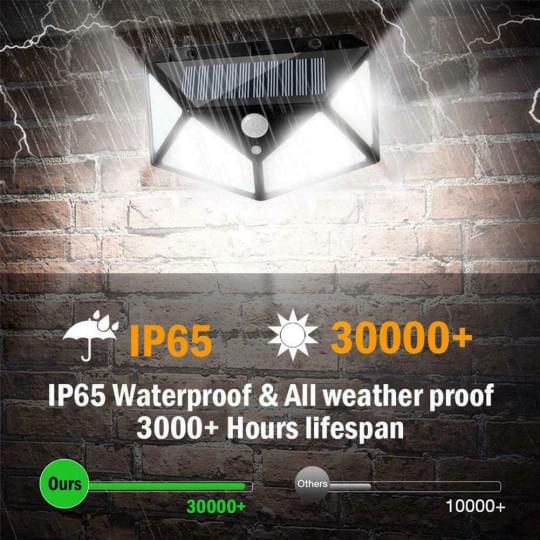 IP65
30000+
IP65 Waterproof & All weather proof
3000+ Hours lifespan
Ours
30000+
Others
10000+